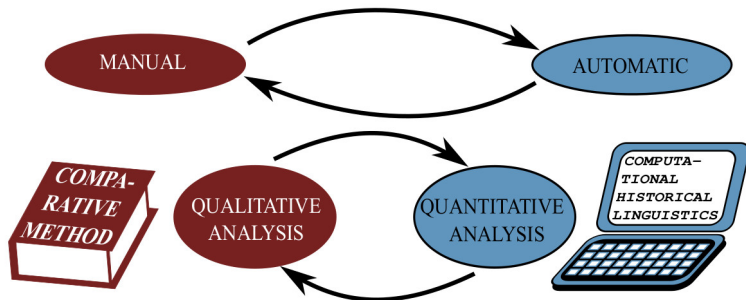 MANUAL
AUTOMATIC
COMPA-
RATIVE
METHOD
QUALITATIVE
ANALYSIS
QUANTITATIVE
ANALYSIS
COMPUTA-
TIONAL
HISTORICAL
LINGUISTICS